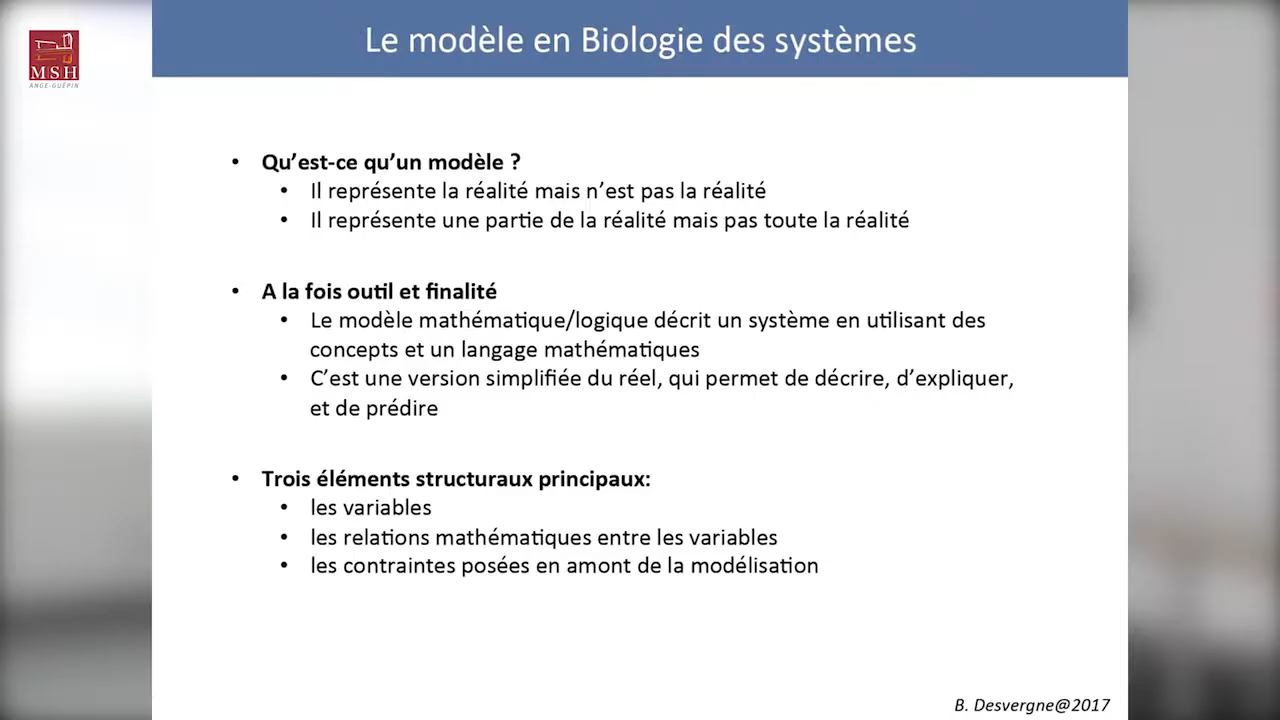 MSH
ANGE-GUÉPIN
Le modèle en Biologie des systèmes
• Qu’est-ce qu’un modèle ?
• Il représente la réalité mais n’est pas la réalité
• Il représente une partie de la réalité mais pas toute la réalité
• A la fois outil et finalité
• Le modèle mathématique/logique décrit un système en utilisant des
concepts et un langage mathématiques
• C’est une version simplifiée du réel, qui permet de décrire, d’expliquer,
et de prédire
• Trois éléments structuraux principaux:
• les variables
• les relations mathématiques entre les variables
• les contraintes posées en amont de la modélisation
B. Desvergne@2017